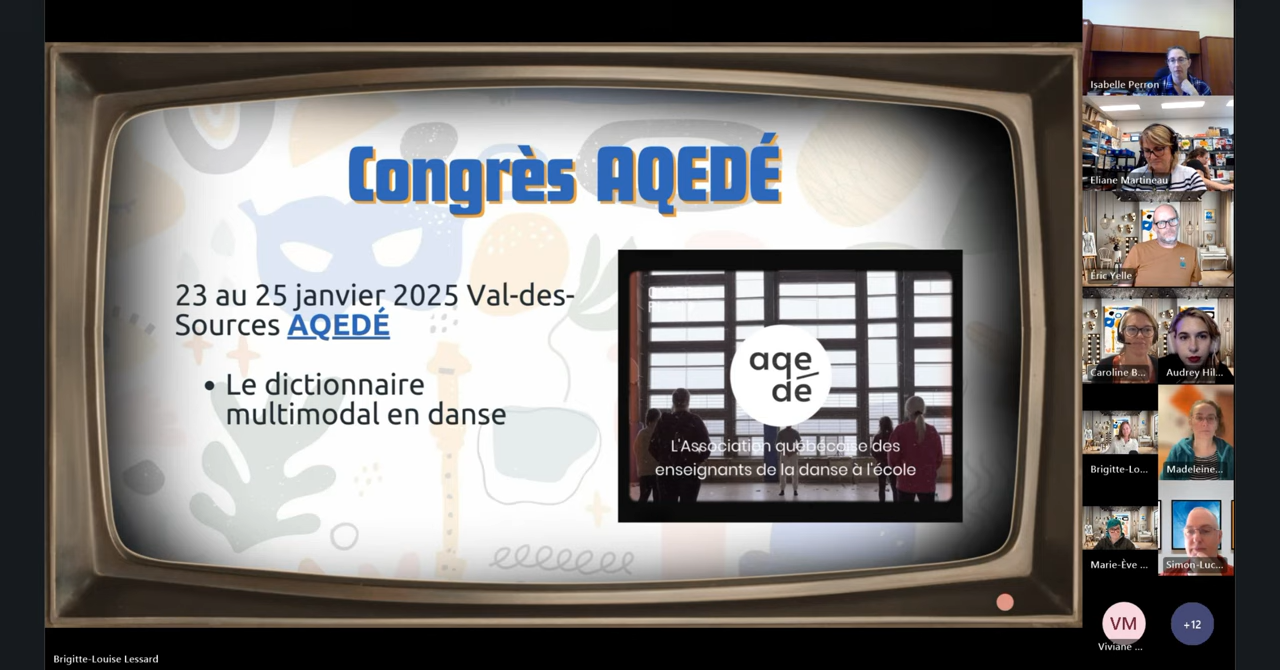 Congrès AQEDÉ
23 au 25 janvier 2025 Val-des-
Sources AQEDÉ
• Le dictionnaire
multimodal en danse
aqe
dé
L'Association québécoise des
enseignants de la danse à l'école
Isabelle Perron
Eliane Martineau
Éric Yelle
Caroline B...
Audrey Hil...
Brigitte-Lo...
Madeleine...
Marie-Ève ...
Simon-Luc...
VM
+12
Viviane ...
Brigitte-Louise Lessard